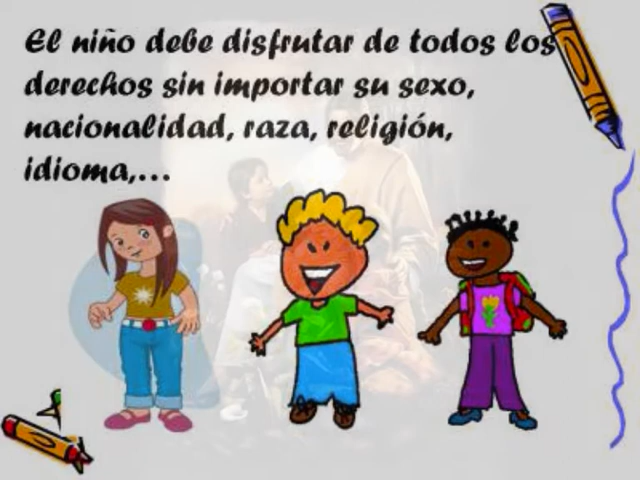 El niño debe disfrutar de todos los
derechos sin importar su sexo,
nacionalidad, raza, religión,
idioma,...